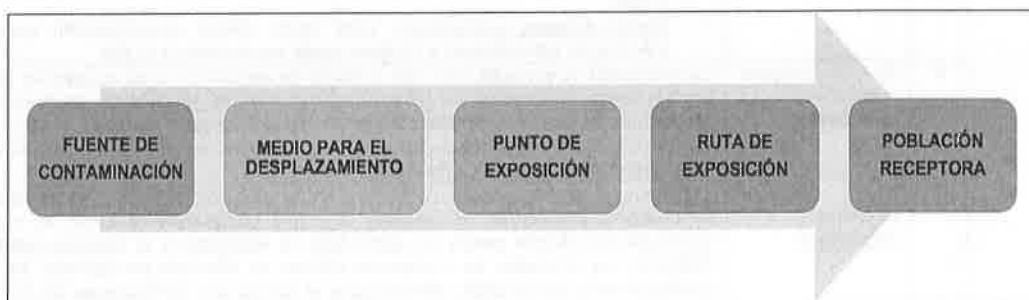 FUENTE DE
CONTAMINACIÓN
MEDIO PARA EL
DESPLAZAMIENTO
PUNTO DE
EXPOSICIÓN
RUTA DE
EXPOSICIÓN
POBLACIÓN
RECEPTORA